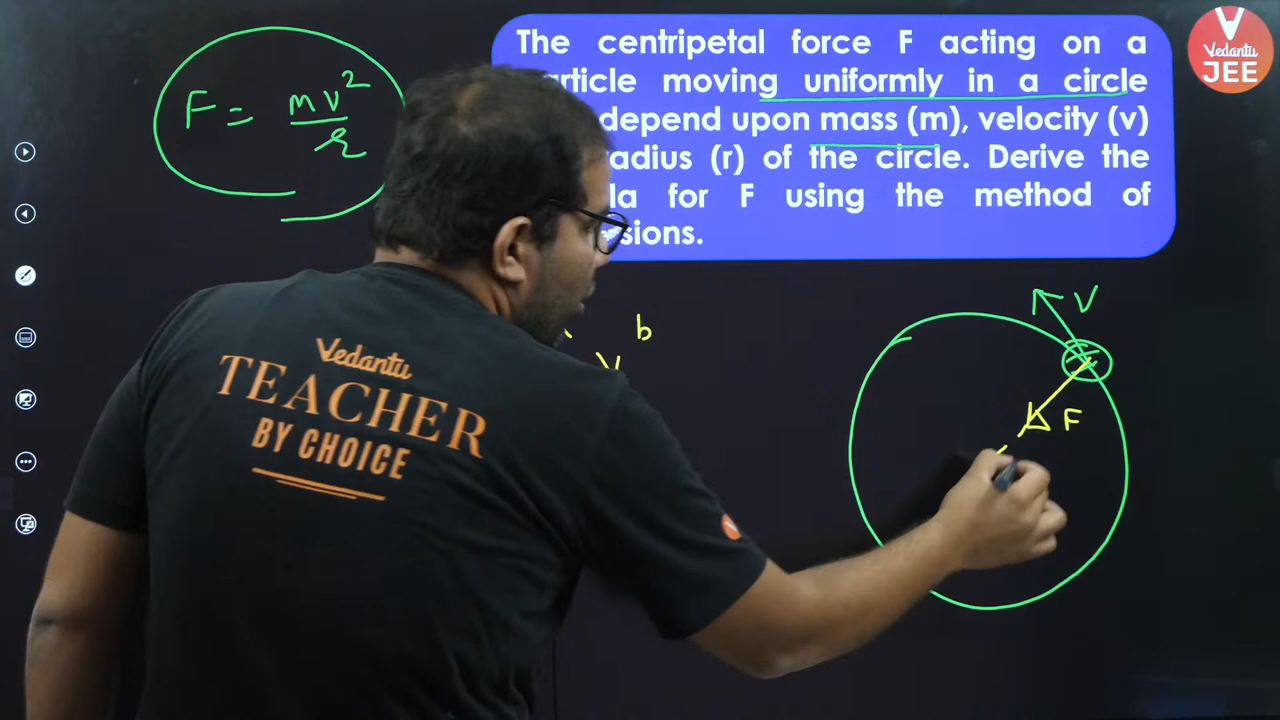 The centripetal force F acting on a
article moving uniformly in a circle
depend upon mass (m), velocity (v)
adius (r) of the circle. Derive the
la for F using the method of
sions.
F = mv²
r
V
Vedantu
JEE
b
V
F
Vedantu
TEACHER
BY CHOICE